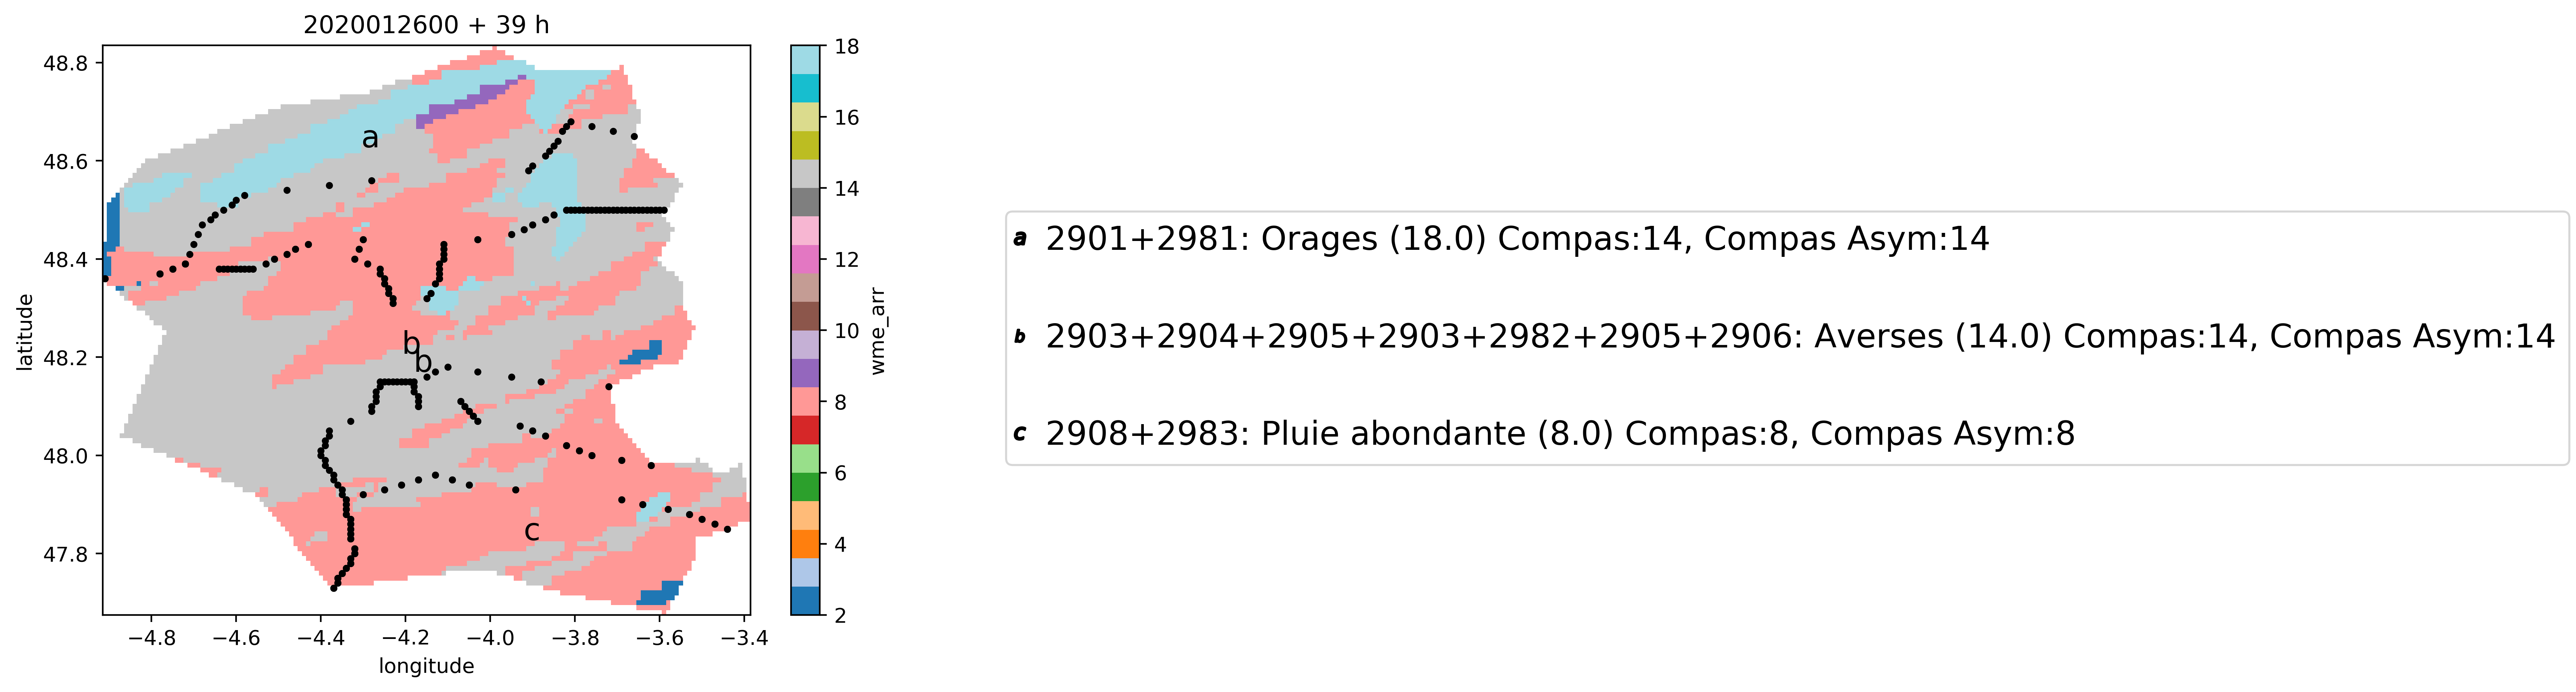 2020012600 + 39 h
48.8
48.6
48.4
48.2
48.0
47.8
latitude
−4.8 −4.6 −4.4 −4.2 −4.0 −3.8 −3.6 −3.4
longitude
a
b
b
c
18
16
14
12
10
8
6
4
2
wme_arr
a 2901+2981: Orages (18.0) Compas:14, Compas Asym:14
b 2903+2904+2905+2903+2982+2905+2906: Averses (14.0) Compas:14, Compas Asym:14
c 2908+2983: Pluie abondante (8.0) Compas:8, Compas Asym:8